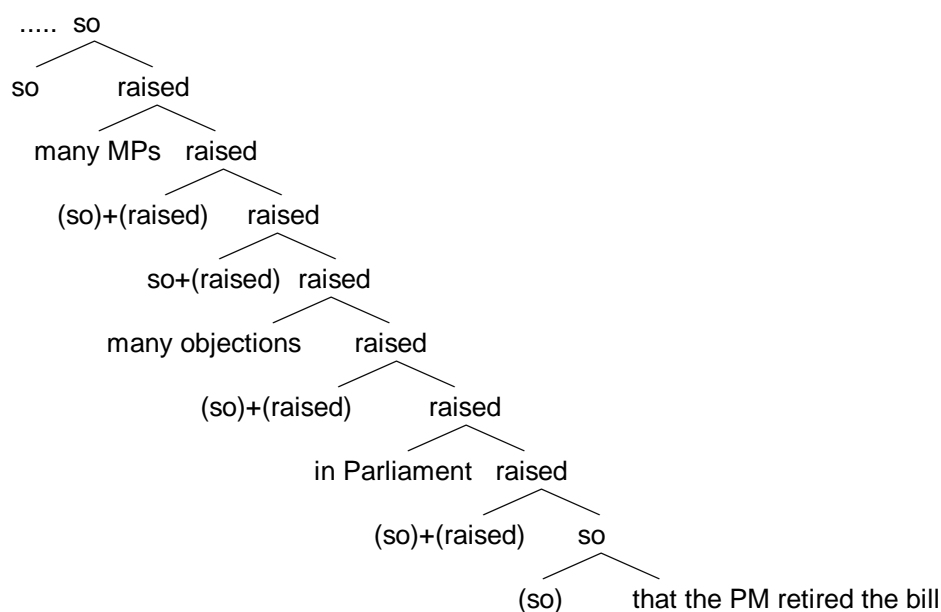 ..... so
so raised
many MPs raised
(so)+(raised) raised
so+(raised) raised
many objections raised
(so)+(raised) raised
in Parliament raised
(so)+(raised) so
(so) that the PM retired the bill